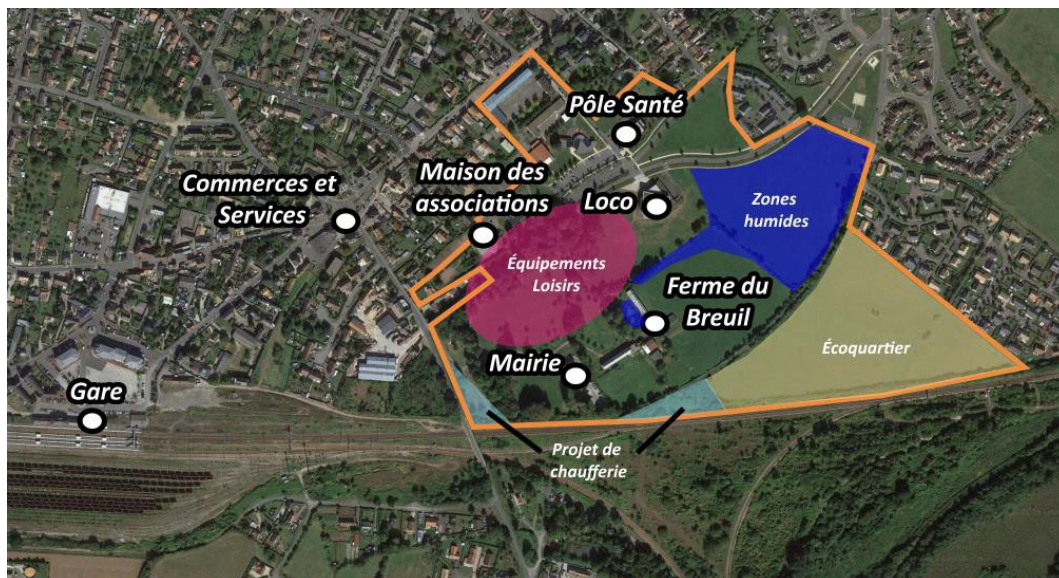 Pôle Santé
Maison des
associations
Commerces et
Services
Loco
Zones
humides
Équipements
Loisirs
Ferme du
Breuil
Écoquartier
Mairie
Gare
Projet de
chaufferie